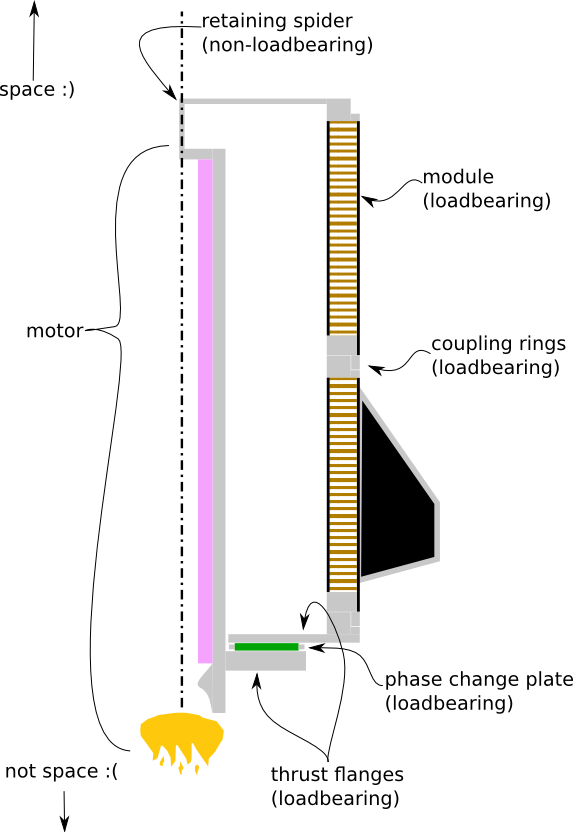 retaining spider
(non-loadbearing)
space :)
module
(loadbearing)
motor
coupling rings
(loadbearing)
phase change plate
(loadbearing)
not space :(
thrust flanges
(loadbearing)